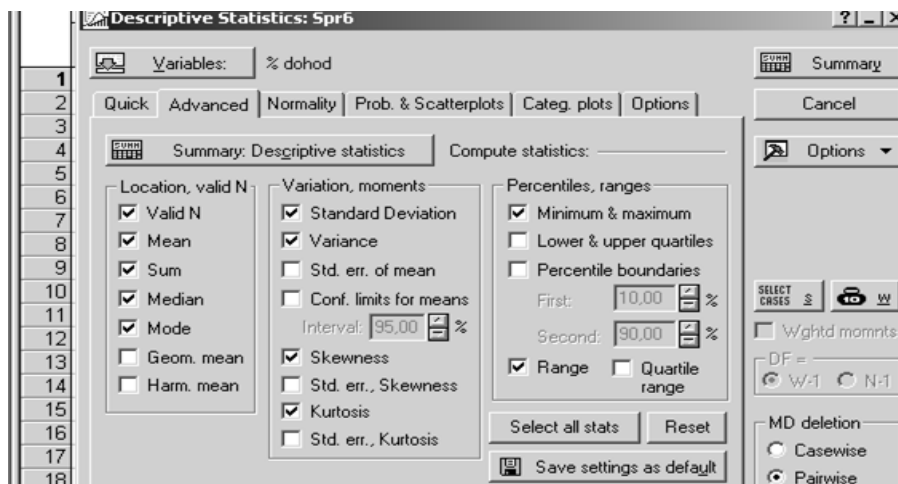 Descriptive Statistics: Spr6
Variables: % dohod
Summary
Quick Advanced Normality Prob. & Scatterplots Categ. plots Options
Cancel
Summary: Descriptive statistics Compute statistics:
Options
Location, valid N
Valid N
Mean
Sum
Median
Mode
Geom. mean
Harm. mean
Variation, moments
Standard Deviation
Variance
Std. err. of mean
Conf. limits for means
Interval: 95,00 %
Skewness
Std. err., Skewness
Kurtosis
Std. err., Kurtosis
Percentiles, ranges
Minimum & maximum
Lower & upper quartiles
Percentile boundaries
First: 10,00 %
Second: 90,00 %
Range Quartile
range
Select all stats Reset
Save settings as default
SELECT
CASES S W
Wghtd momnts
DF =
W-1 N-1
MD deletion
Casewise
Pairwise
1
2
3
4
5
6
7
8
9
10
11
12
13
14
15
16
17
18